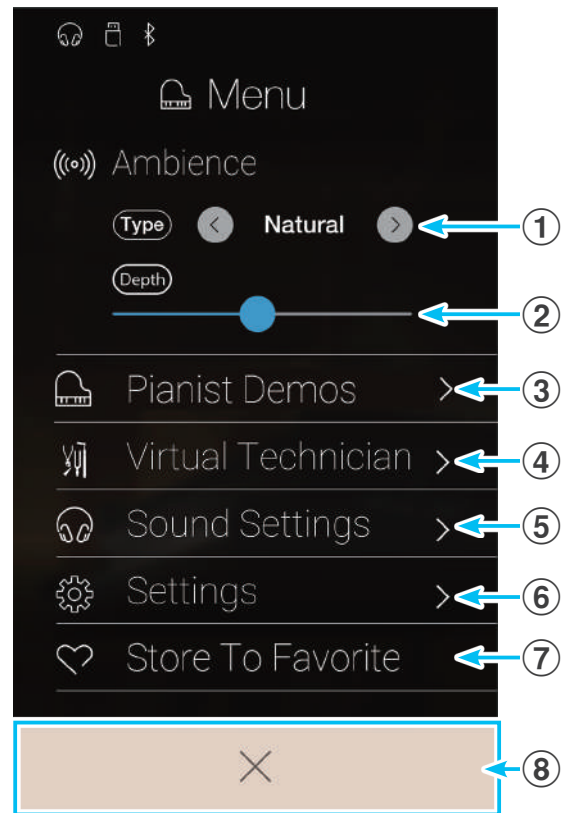 Menu
Ambience
Type Natural 1
Depth
2
Pianist Demos 3
Virtual Technician 4
Sound Settings 5
Settings 6
Store To Favorite 7
8